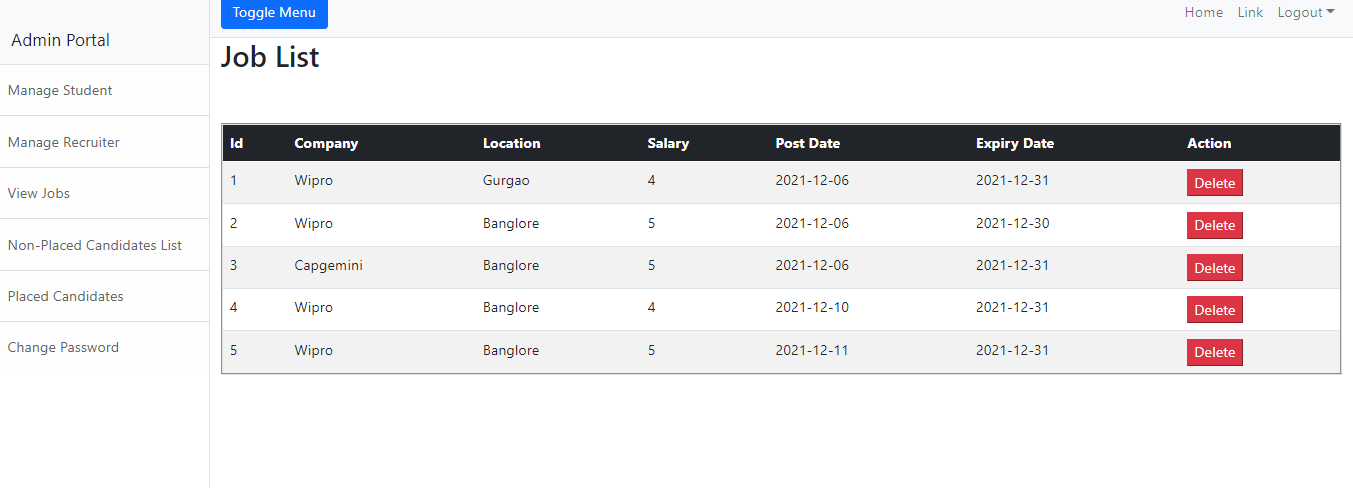 Toggle Menu
Home Link Logout
Admin Portal
Job List
Manage Student
Manage Recruiter
View Jobs
Non-Placed Candidates List
Placed Candidates
Change Password
Id Company Location Salary Post Date Expiry Date Action
1 Wipro Gurgao 4 2021-12-06 2021-12-31 Delete
2 Wipro Banglore 5 2021-12-06 2021-12-30 Delete
3 Capgemini Banglore 5 2021-12-06 2021-12-31 Delete
4 Wipro Banglore 4 2021-12-10 2021-12-31 Delete
5 Wipro Banglore 5 2021-12-11 2021-12-31 Delete